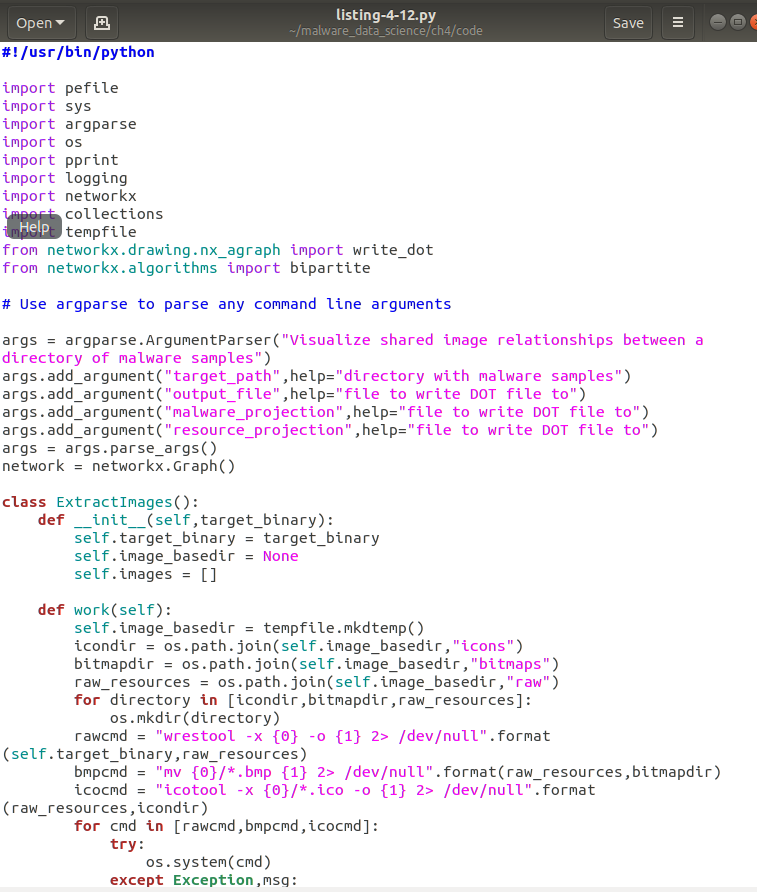 Open
listing-4-12.py
~/malware_data_science/ch4/code
Save
#!/usr/bin/python

import pefile
import sys
import argparse
import os
import pprint
import logging
import networkx
import collections
import tempfile
Help
from networkx.drawing.nx_agraph import write_dot
from networkx.algorithms import bipartite

# Use argparse to parse any command line arguments

args = argparse.ArgumentParser("Visualize shared image relationships between a
directory of malware samples")
args.add_argument("target_path",help="directory with malware samples")
args.add_argument("output_file",help="file to write DOT file to")
args.add_argument("malware_projection",help="file to write DOT file to")
args.add_argument("resource_projection",help="file to write DOT file to")
args = args.parse_args()
network = networkx.Graph()

class ExtractImages():
    def __init__(self,target_binary):
        self.target_binary = target_binary
        self.image_basedir = None
        self.images = []

    def work(self):
        self.image_basedir = tempfile.mkdtemp()
        icondir = os.path.join(self.image_basedir,"icons")
        bitmapdir = os.path.join(self.image_basedir,"bitmaps")
        raw_resources = os.path.join(self.image_basedir,"raw")
        for directory in [icondir,bitmapdir,raw_resources]:
            os.mkdir(directory)
        rawcmd = "wrestool -x {0} -o {1} 2> /dev/null".format
(self.target_binary,raw_resources)
        bmpcmd = "mv {0}/*.bmp {1} 2> /dev/null".format(raw_resources,bitmapdir)
        icocmd = "icotool -x {0}/*.ico -o {1} 2> /dev/null".format
(raw_resources,icondir)
        for cmd in [rawcmd,bmpcmd,icocmd]:
            try:
                os.system(cmd)
            except Exception,msg: